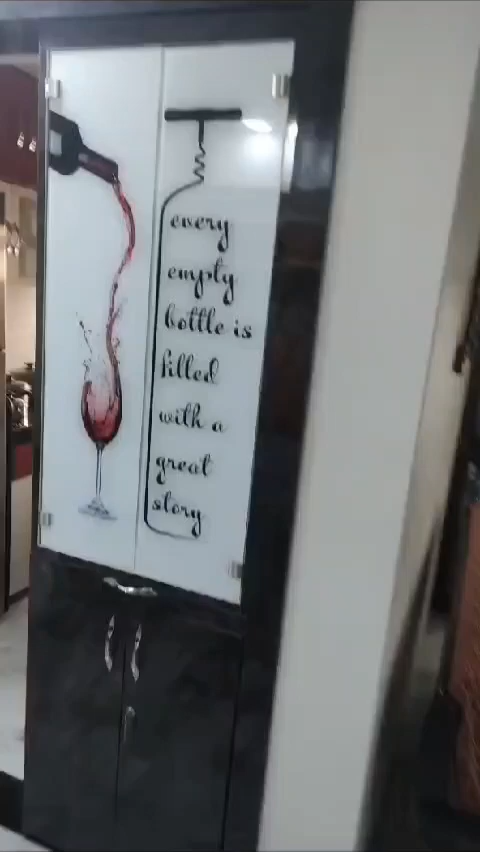 every
empty
bottle is
filled
with a
great
story